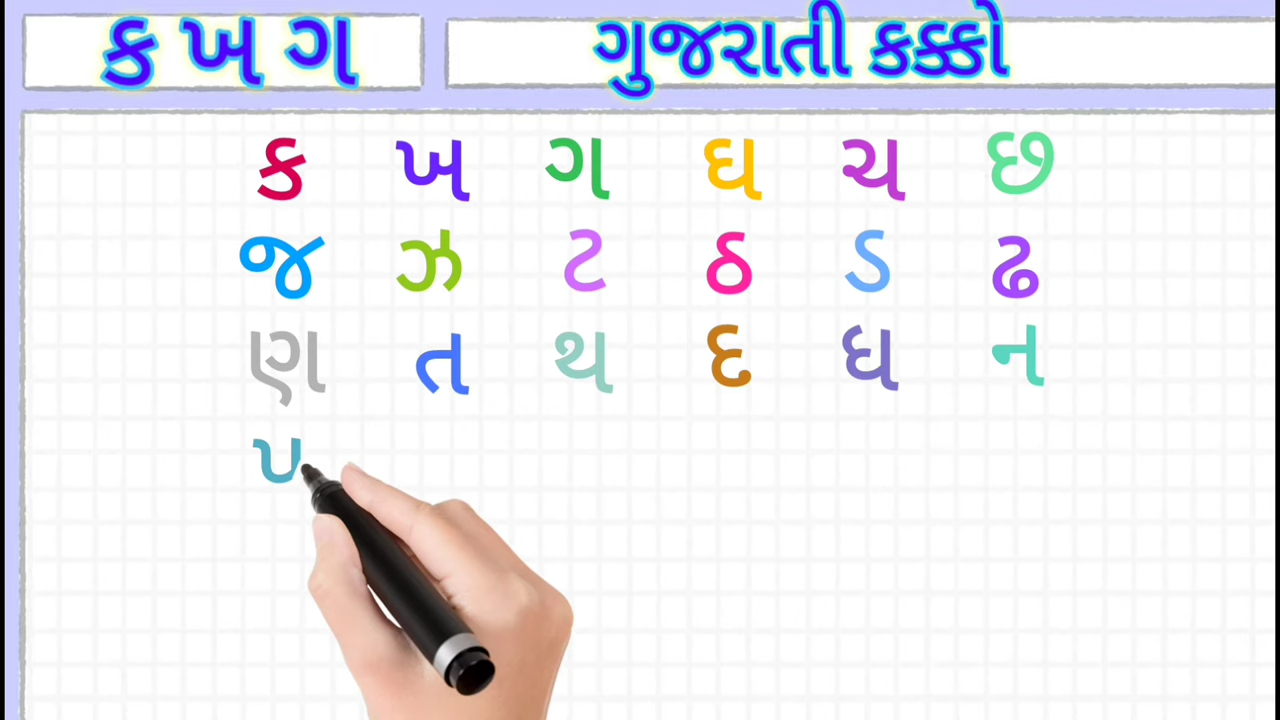 ક ખ ગ
ગુજરાતી કક્કો
ક ખ ગ ઘ ચ છ
જ ઝ ટ ઠ ડ ઢ
ણ ત થ દ ધ ન
પ